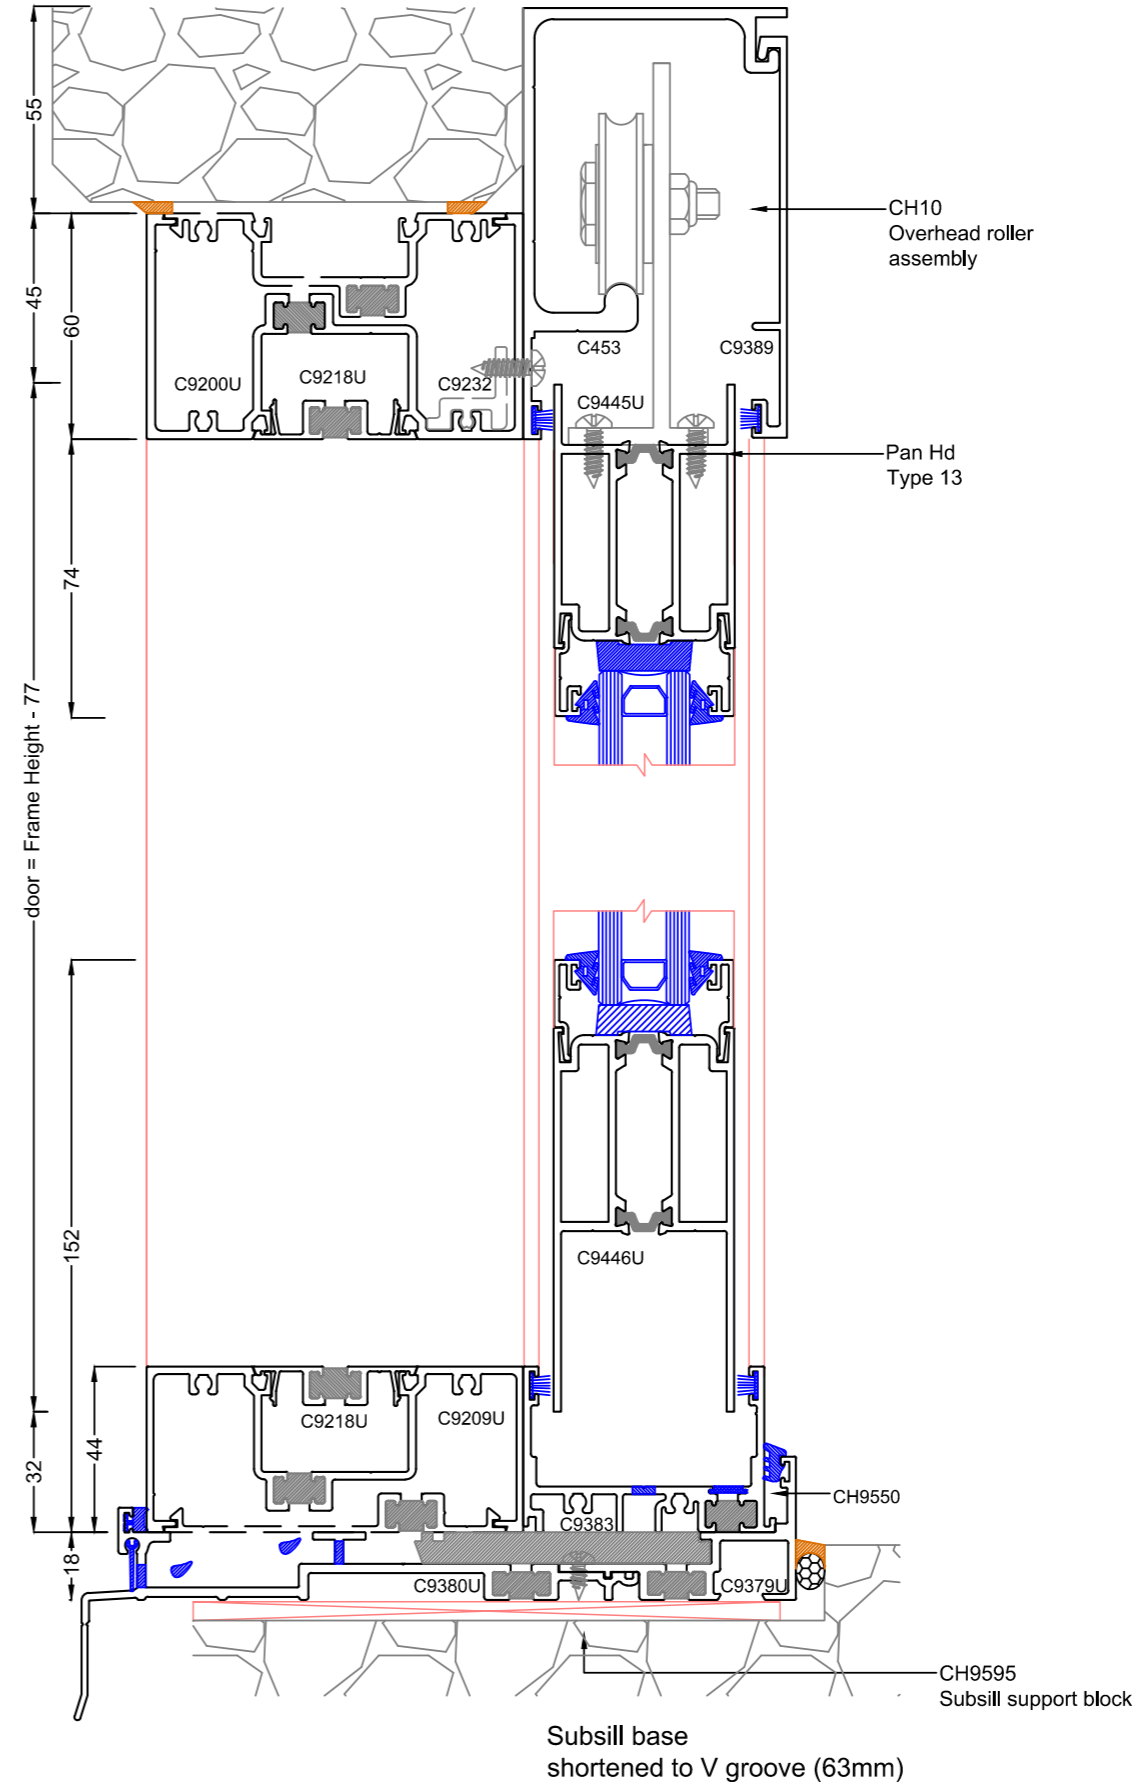 55
CH10
Overhead roller
assembly
45
60
C453
C9389
C9200U
C9218U
C9232
C9445U
Pan Hd
Type 13
74
door = Frame Height - 77
152
C9446U
C9218U
C9209U
44
32
CH9550
C9383
18
C9380U
C9379U
CH9595
Subsill support block
Subsill base
shortened to V groove (63mm)